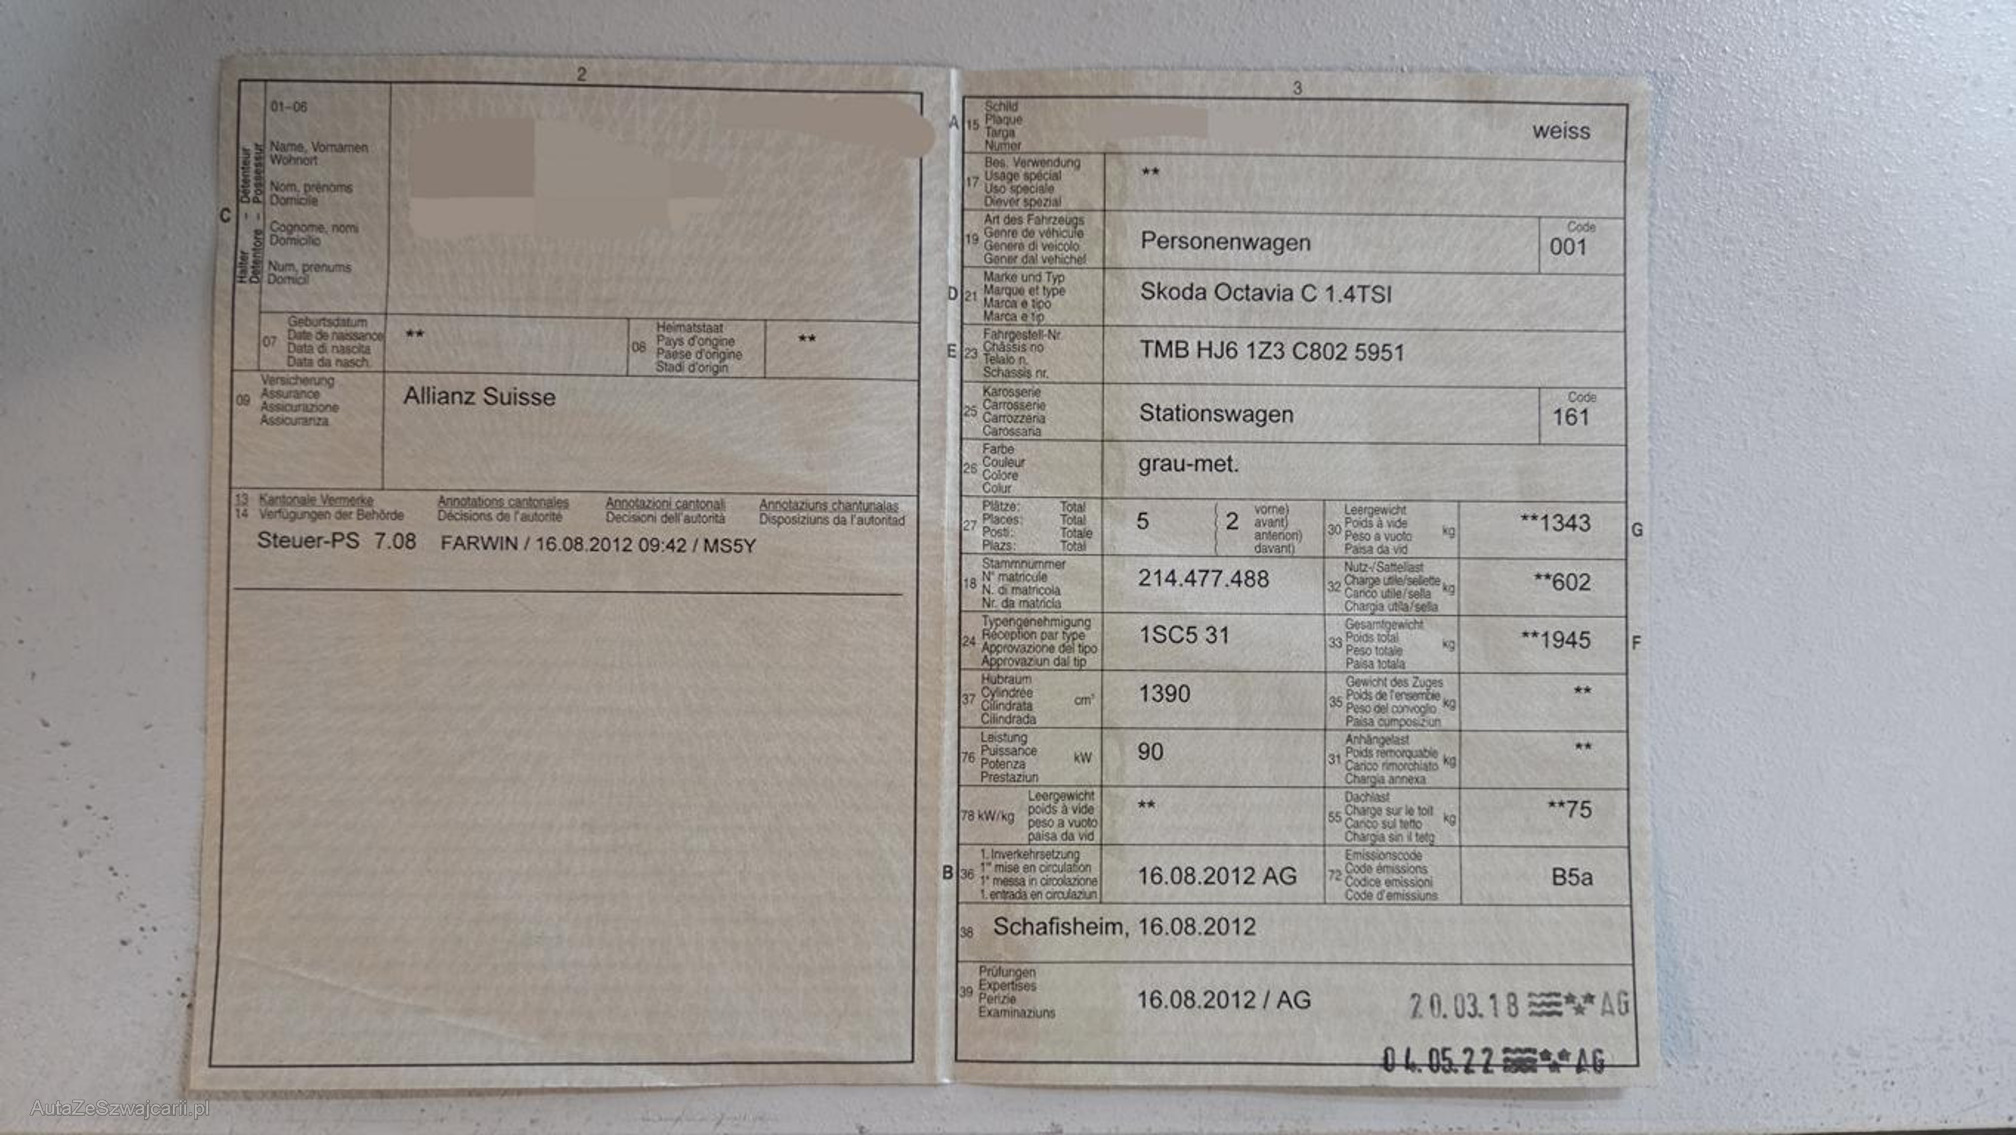 2
01-06
Name, Vornamen
Wohnort
Nom, prénoms
Domicile
Cognome, nomi
Domicilio
Num, prenums
Domicil
C
Halter - Détenteur
Detentore - Possessur
07
Geburtsdatum
Date de naissance
Data di nascita
Data da nasch.
**
08
Heimatstaat
Pays d'origine
Paese d'origine
Stadi d'origin
**
09
Versicherung
Assurance
Assicurazione
Assicuranza
Allianz Suisse
13 Kantonale Vermerke Annotations cantonales Annotazioni cantonali Annotaziuns chantunalas
14 Verfügungen der Behörde Décisions de l'autorité Decisioni dell'autorità Disposiziuns da l'autoritad
Steuer-PS 7.08 FARWIN / 16.08.2012 09:42 / MS5Y
3
A
15
Schild
Plaque
Targa
Numer
weiss
17
Bes. Verwendung
Usage spécial
Uso speciale
Diever spezial
**
19
Art des Fahrzeugs
Genre de véhicule
Genere di veicolo
Gener dal vehichel
Personenwagen
Code
001
D
21
Marke und Typ
Marque et type
Marca e tipo
Marca e tip
Skoda Octavia C 1.4TSI
E
23
Fahrgestell-Nr.
Châssis no
Telaio n.
Schassis nr.
TMB HJ6 1Z3 C802 5951
25
Karosserie
Carrosserie
Carrozzeria
Carossaria
Stationswagen
Code
161
26
Farbe
Couleur
Colore
Colur
grau-met.
27
Plätze: Total
Places: Total
Posti: Totale
Plazs: Total
5
2
vorne)
avant)
anteriori)
davant)
30
Leergewicht
Poids à vide
Peso a vuoto
Paisa da vid
kg
**1343
G
18
Stammnummer
N° matricule
N. di matricola
Nr. da matricla
214.477.488
32
Nutz-/Sattellast
Charge utile/sellette
Carico utile/sella
Chargia utila/sella
kg
**602
24
Typengenehmigung
Réception par type
Approvazione del tipo
Approvaziun dal tip
1SC5 31
33
Gesamtgewicht
Poids total
Peso totale
Paisa totala
kg
**1945
F
37
Hubraum
Cylindrée
Cilindrata
Cilindrada
cm³
1390
35
Gewicht des Zuges
Poids de l'ensemble
Peso del convoglio
Paisa cumposiziun
kg
**
76
Leistung
Puissance
Potenza
Prestaziun
kW
90
31
Anhängelast
Poids remorquable
Carico rimorchiato
Chargia annexa
kg
**
78 kW/kg
Leergewicht
poids à vide
peso a vuoto
paisa da vid
**
55
Dachlast
Charge sur le toit
Carico sul tetto
Chargia sin il tetg
kg
**75
B
36
1. Inverkehrsetzung
1re mise en circulation
1a messa in circolazione
1. entrada en circulaziun
16.08.2012 AG
72
Emissionscode
Code émissions
Codice emissioni
Code d'emissiuns
B5a
38
Schafisheim, 16.08.2012
39
Prüfungen
Expertises
Perizie
Examinaziuns
16.08.2012 / AG
20.03.18 AG
04.05.22 AG
AutaZeSzwajcarii.pl